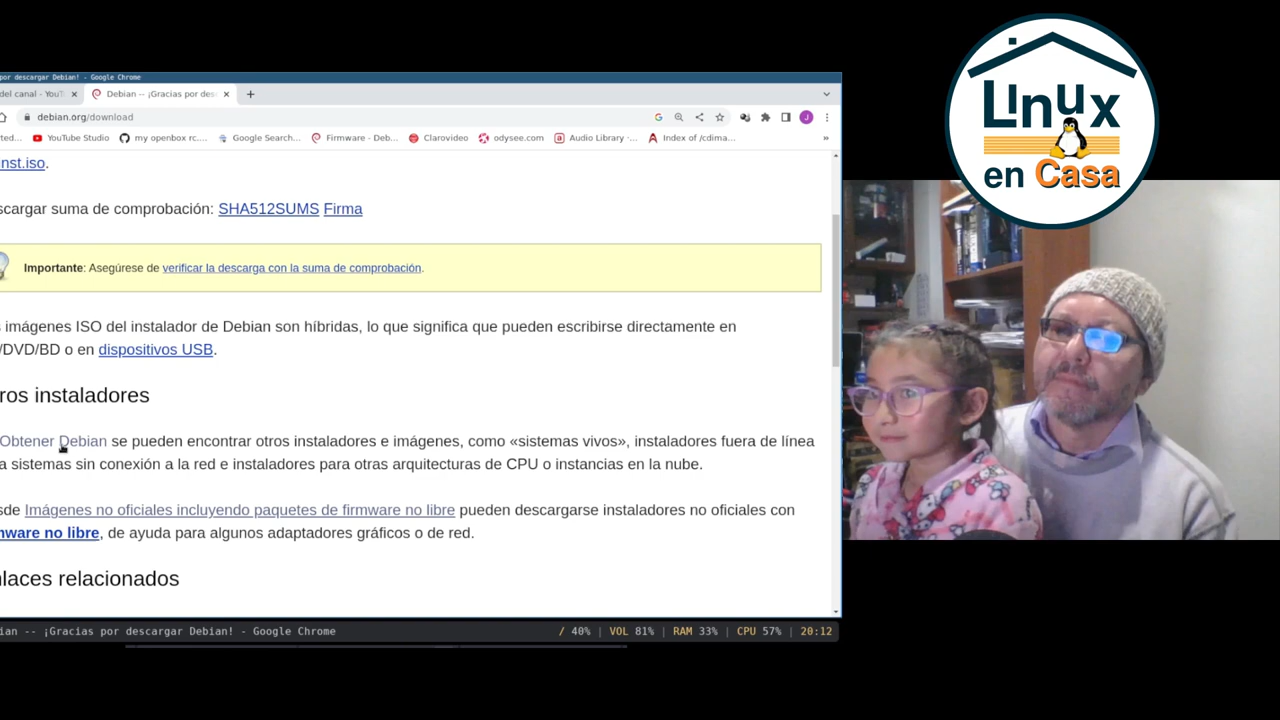 por descargar Debian! - Google Chrome
del canal - YouT
Debian -- ¡Gracias por des
debian.org/download
J
ted...
YouTube Studio
my openbox rc....
Google Search...
Firmware - Deb...
Clarovideo
odysee.com
Audio Library ·...
Index of /cdima...
»
nst.iso.
scargar suma de comprobación: SHA512SUMS Firma
Importante: Asegúrese de verificar la descarga con la suma de comprobación.
s imágenes ISO del instalador de Debian son híbridas, lo que significa que pueden escribirse directamente en
/DVD/BD o en dispositivos USB.
ros instaladores
Obtener Debian se pueden encontrar otros instaladores e imágenes, como «sistemas vivos», instaladores fuera de línea
a sistemas sin conexión a la red e instaladores para otras arquitecturas de CPU o instancias en la nube.
sde Imágenes no oficiales incluyendo paquetes de firmware no libre pueden descargarse instaladores no oficiales con
mware no libre, de ayuda para algunos adaptadores gráficos o de red.
nlaces relacionados
ian -- ¡Gracias por descargar Debian! - Google Chrome
/ 40% | VOL 81% | RAM 33% | CPU 57% | 20:12
Linux
en Casa